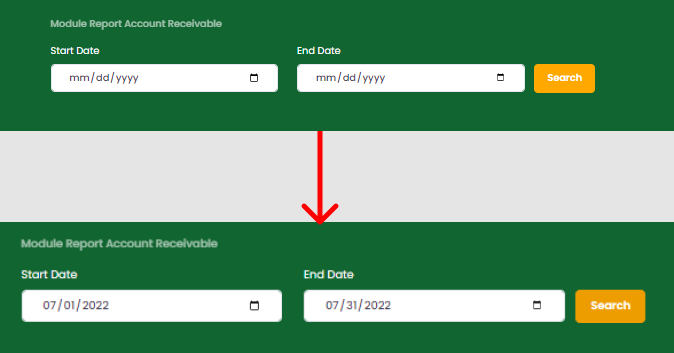 Module Report Account Receivable
Start Date End Date
mm/dd/yyyy mm/dd/yyyy Search
Module Report Account Receivable
Start Date End Date
07/01/2022 07/31/2022 Search